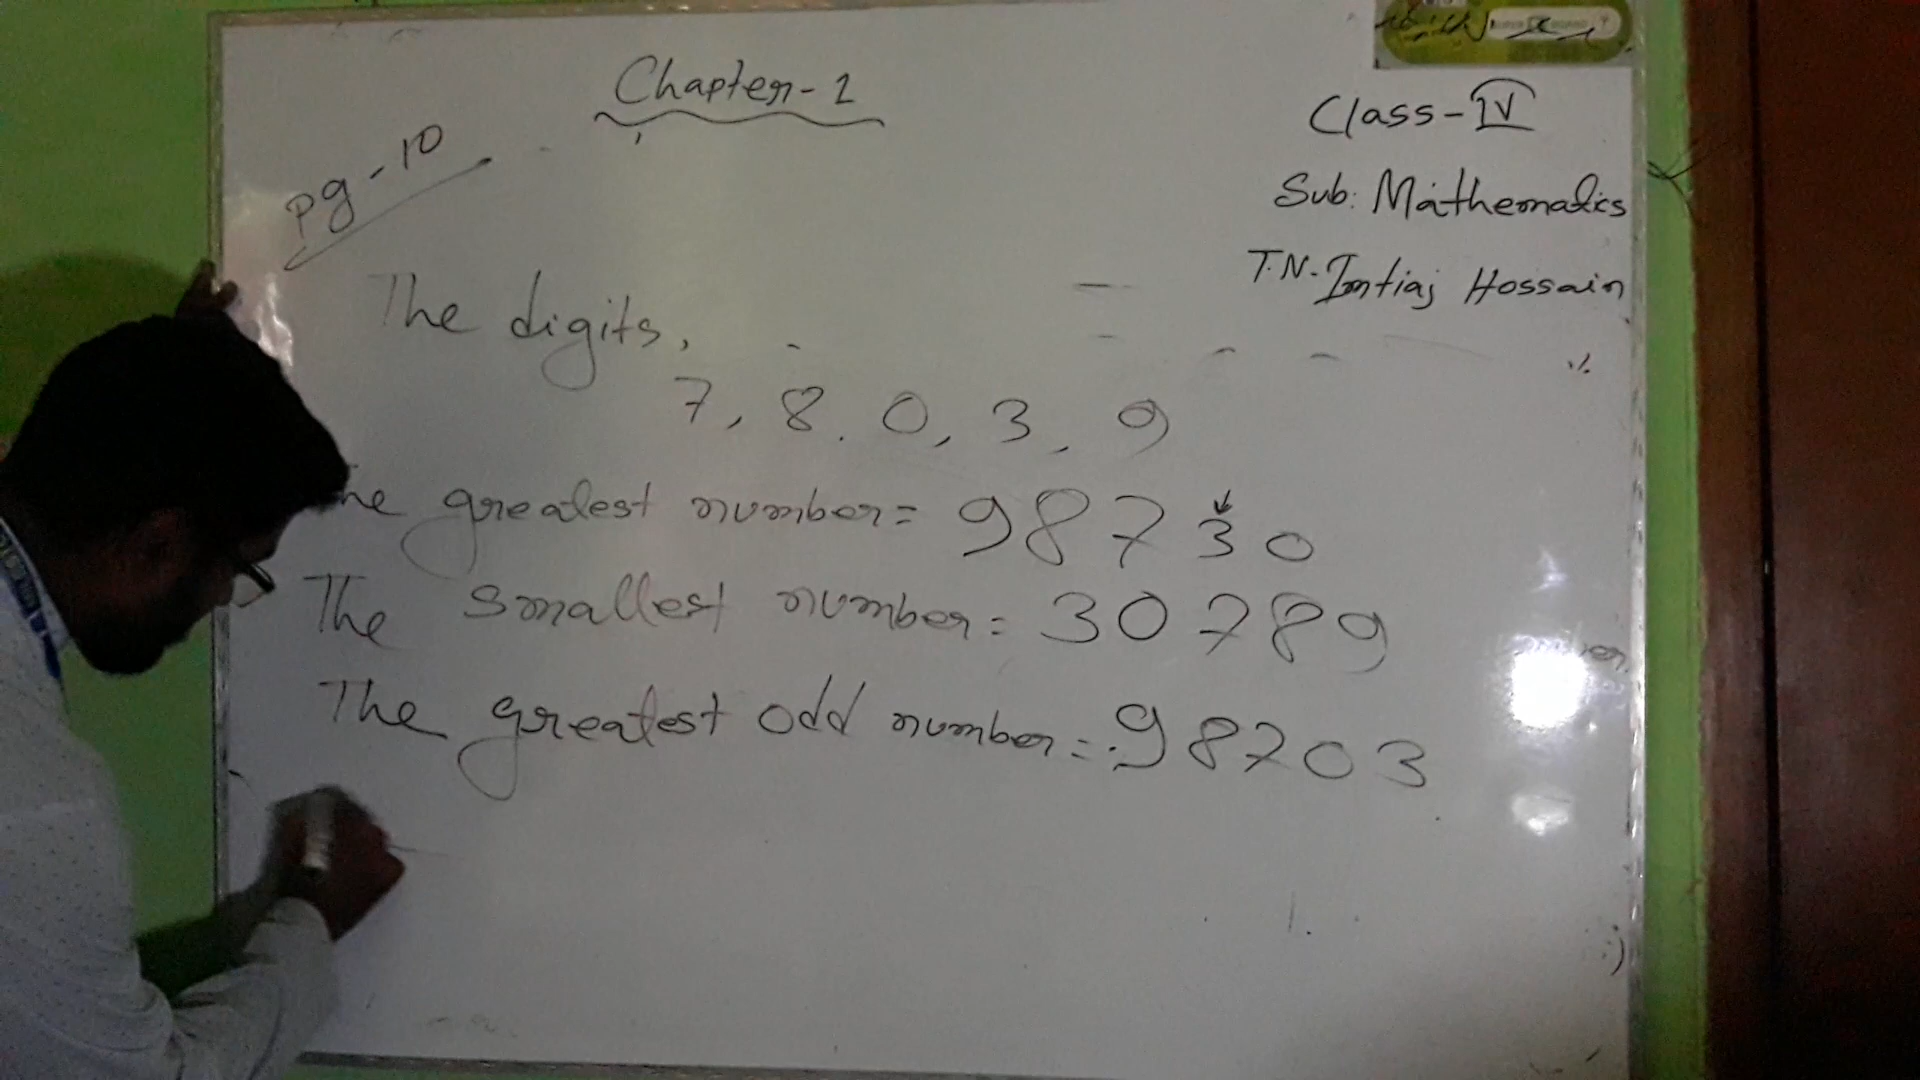 Chapter-1
Class-IV
Sub: Mathematics
T.N. Imtiaj Hossain
pg-10
The digits,
7, 8, 0, 3, 9
he greatest number = 98730
The smallest number = 30789
The greatest odd number = 98703